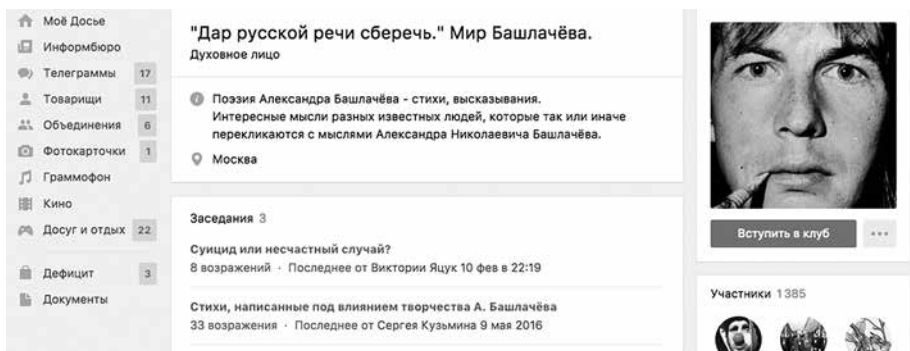 Моё Досье
Информбюро
Телеграммы 17
Товарищи 11
Объединения 6
Фотокарточки 1
Граммофон
Кино
Досуг и отдых 22
Дефицит 3
Документы
"Дар русской речи сберечь." Мир Башлачёва.
Духовное лицо
Поэзия Александра Башлачёва - стихи, высказывания.
Интересные мысли разных известных людей, которые так или иначе
перекликаются с мыслями Александра Николаевича Башлачёва.
Москва
Заседания 3
Суицид или несчастный случай?
8 возражений · Последнее от Виктории Яцук 10 фев в 22:19
Стихи, написанные под влиянием творчества А. Башлачёва
33 возражения · Последнее от Сергея Кузьмина 9 мая 2016
Вступить в клуб
Участники 1385